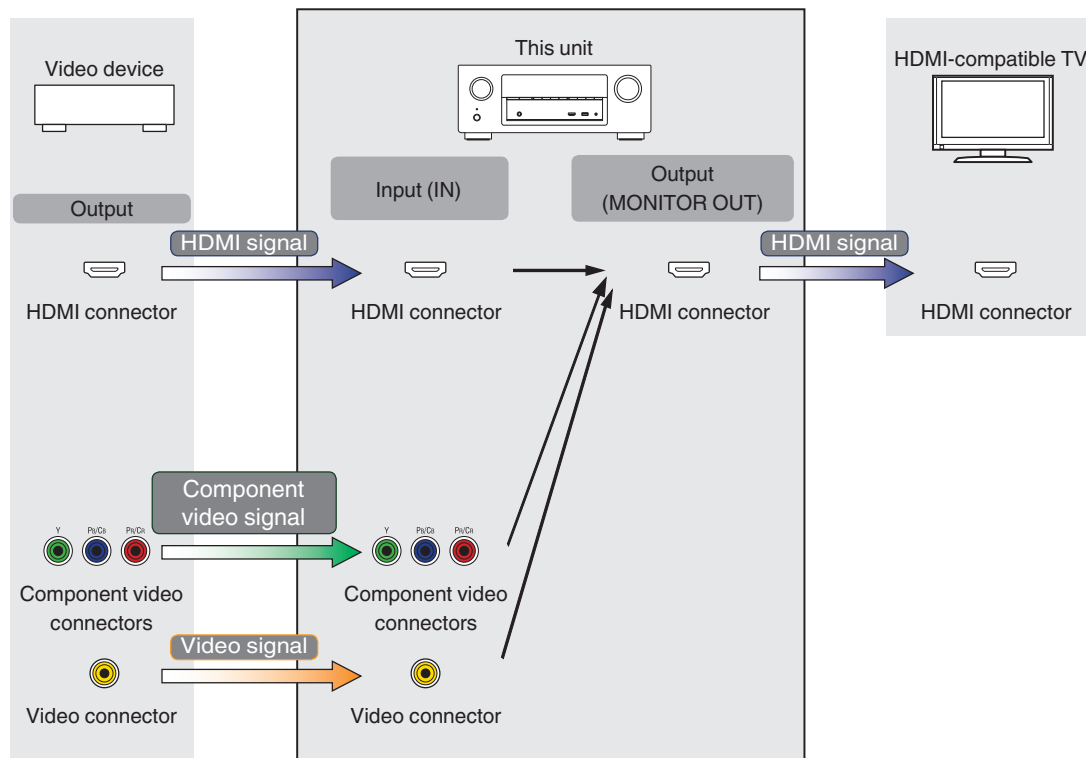 Video device
This unit
HDMI-compatible TV
Output
Input (IN)
Output
(MONITOR OUT)
HDMI signal
HDMI signal
HDMI connector
HDMI connector
HDMI connector
HDMI connector
Component
video signal
Y PB/CB PR/CR
Y PB/CB PR/CR
Component video
connectors
Component video
connectors
Video signal
Video connector
Video connector